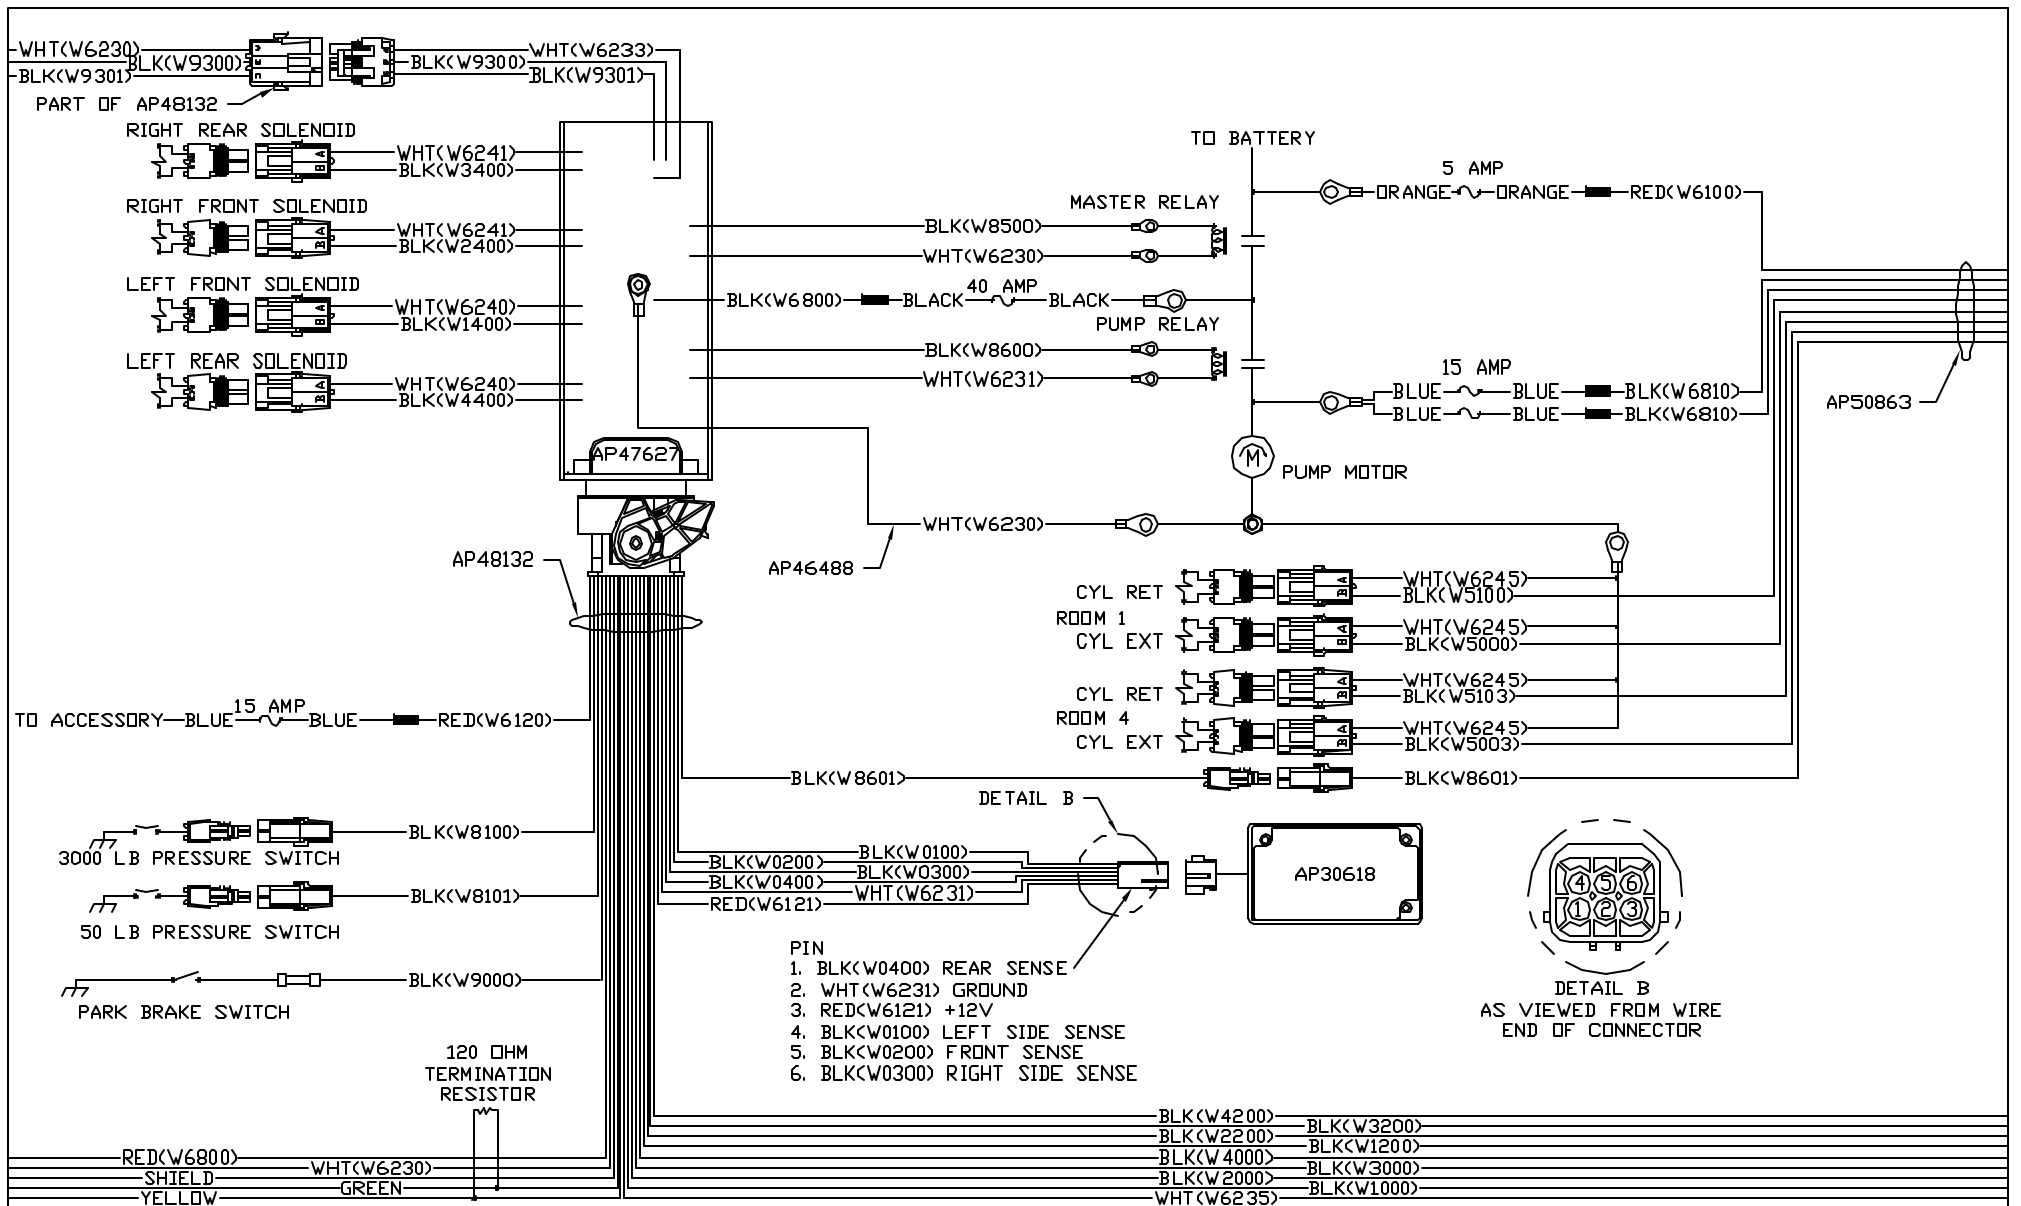 WHT(W6230)
BLK(W9300)
BLK(W9301)
PART OF AP48132
WHT(W6233)
BLK(W9300)
BLK(W9301)
RIGHT REAR SOLENOID
A
B
WHT(W6241)
BLK(W3400)
RIGHT FRONT SOLENOID
A
B
WHT(W6241)
BLK(W2400)
LEFT FRONT SOLENOID
A
B
WHT(W6240)
BLK(W1400)
LEFT REAR SOLENOID
A
B
WHT(W6240)
BLK(W4400)
AP47627
TO BATTERY
5 AMP
ORANGE
ORANGE
RED(W6100)
MASTER RELAY
BLK(W8500)
WHT(W6230)
40 AMP
BLK(W6800)
BLACK
BLACK
PUMP RELAY
BLK(W8600)
WHT(W6231)
15 AMP
BLUE
BLUE
BLK(W6810)
BLUE
BLUE
BLK(W6810)
AP50863
M
PUMP MOTOR
WHT(W6230)
AP46488
AP48132
CYL RET
A
B
WHT(W6245)
BLK(W5100)
ROOM 1
CYL EXT
A
B
WHT(W6245)
BLK(W5000)
CYL RET
A
B
WHT(W6245)
BLK(W5103)
ROOM 4
CYL EXT
A
B
WHT(W6245)
BLK(W5003)
BLK(W8601)
BLK(W8601)
15 AMP
TO ACCESSORY
BLUE
BLUE
RED(W6120)
BLK(W8100)
3000 LB PRESSURE SWITCH
BLK(W8101)
50 LB PRESSURE SWITCH
BLK(W9000)
PARK BRAKE SWITCH
DETAIL B
BLK(W0100)
BLK(W0200)
BLK(W0300)
BLK(W0400)
WHT(W6231)
RED(W6121)
AP30618
4 5 6
1 2 3
DETAIL B
AS VIEWED FROM WIRE
END OF CONNECTOR
PIN
1. BLK(W0400) REAR SENSE
2. WHT(W6231) GROUND
3. RED(W6121) +12V
4. BLK(W0100) LEFT SIDE SENSE
5. BLK(W0200) FRONT SENSE
6. BLK(W0300) RIGHT SIDE SENSE
120 OHM
TERMINATION
RESISTOR
RED(W6800)
WHT(W6230)
SHIELD
GREEN
YELLOW
BLK(W4200)
BLK(W3200)
BLK(W2200)
BLK(W1200)
BLK(W4000)
BLK(W3000)
BLK(W2000)
BLK(W1000)
WHT(W6235)